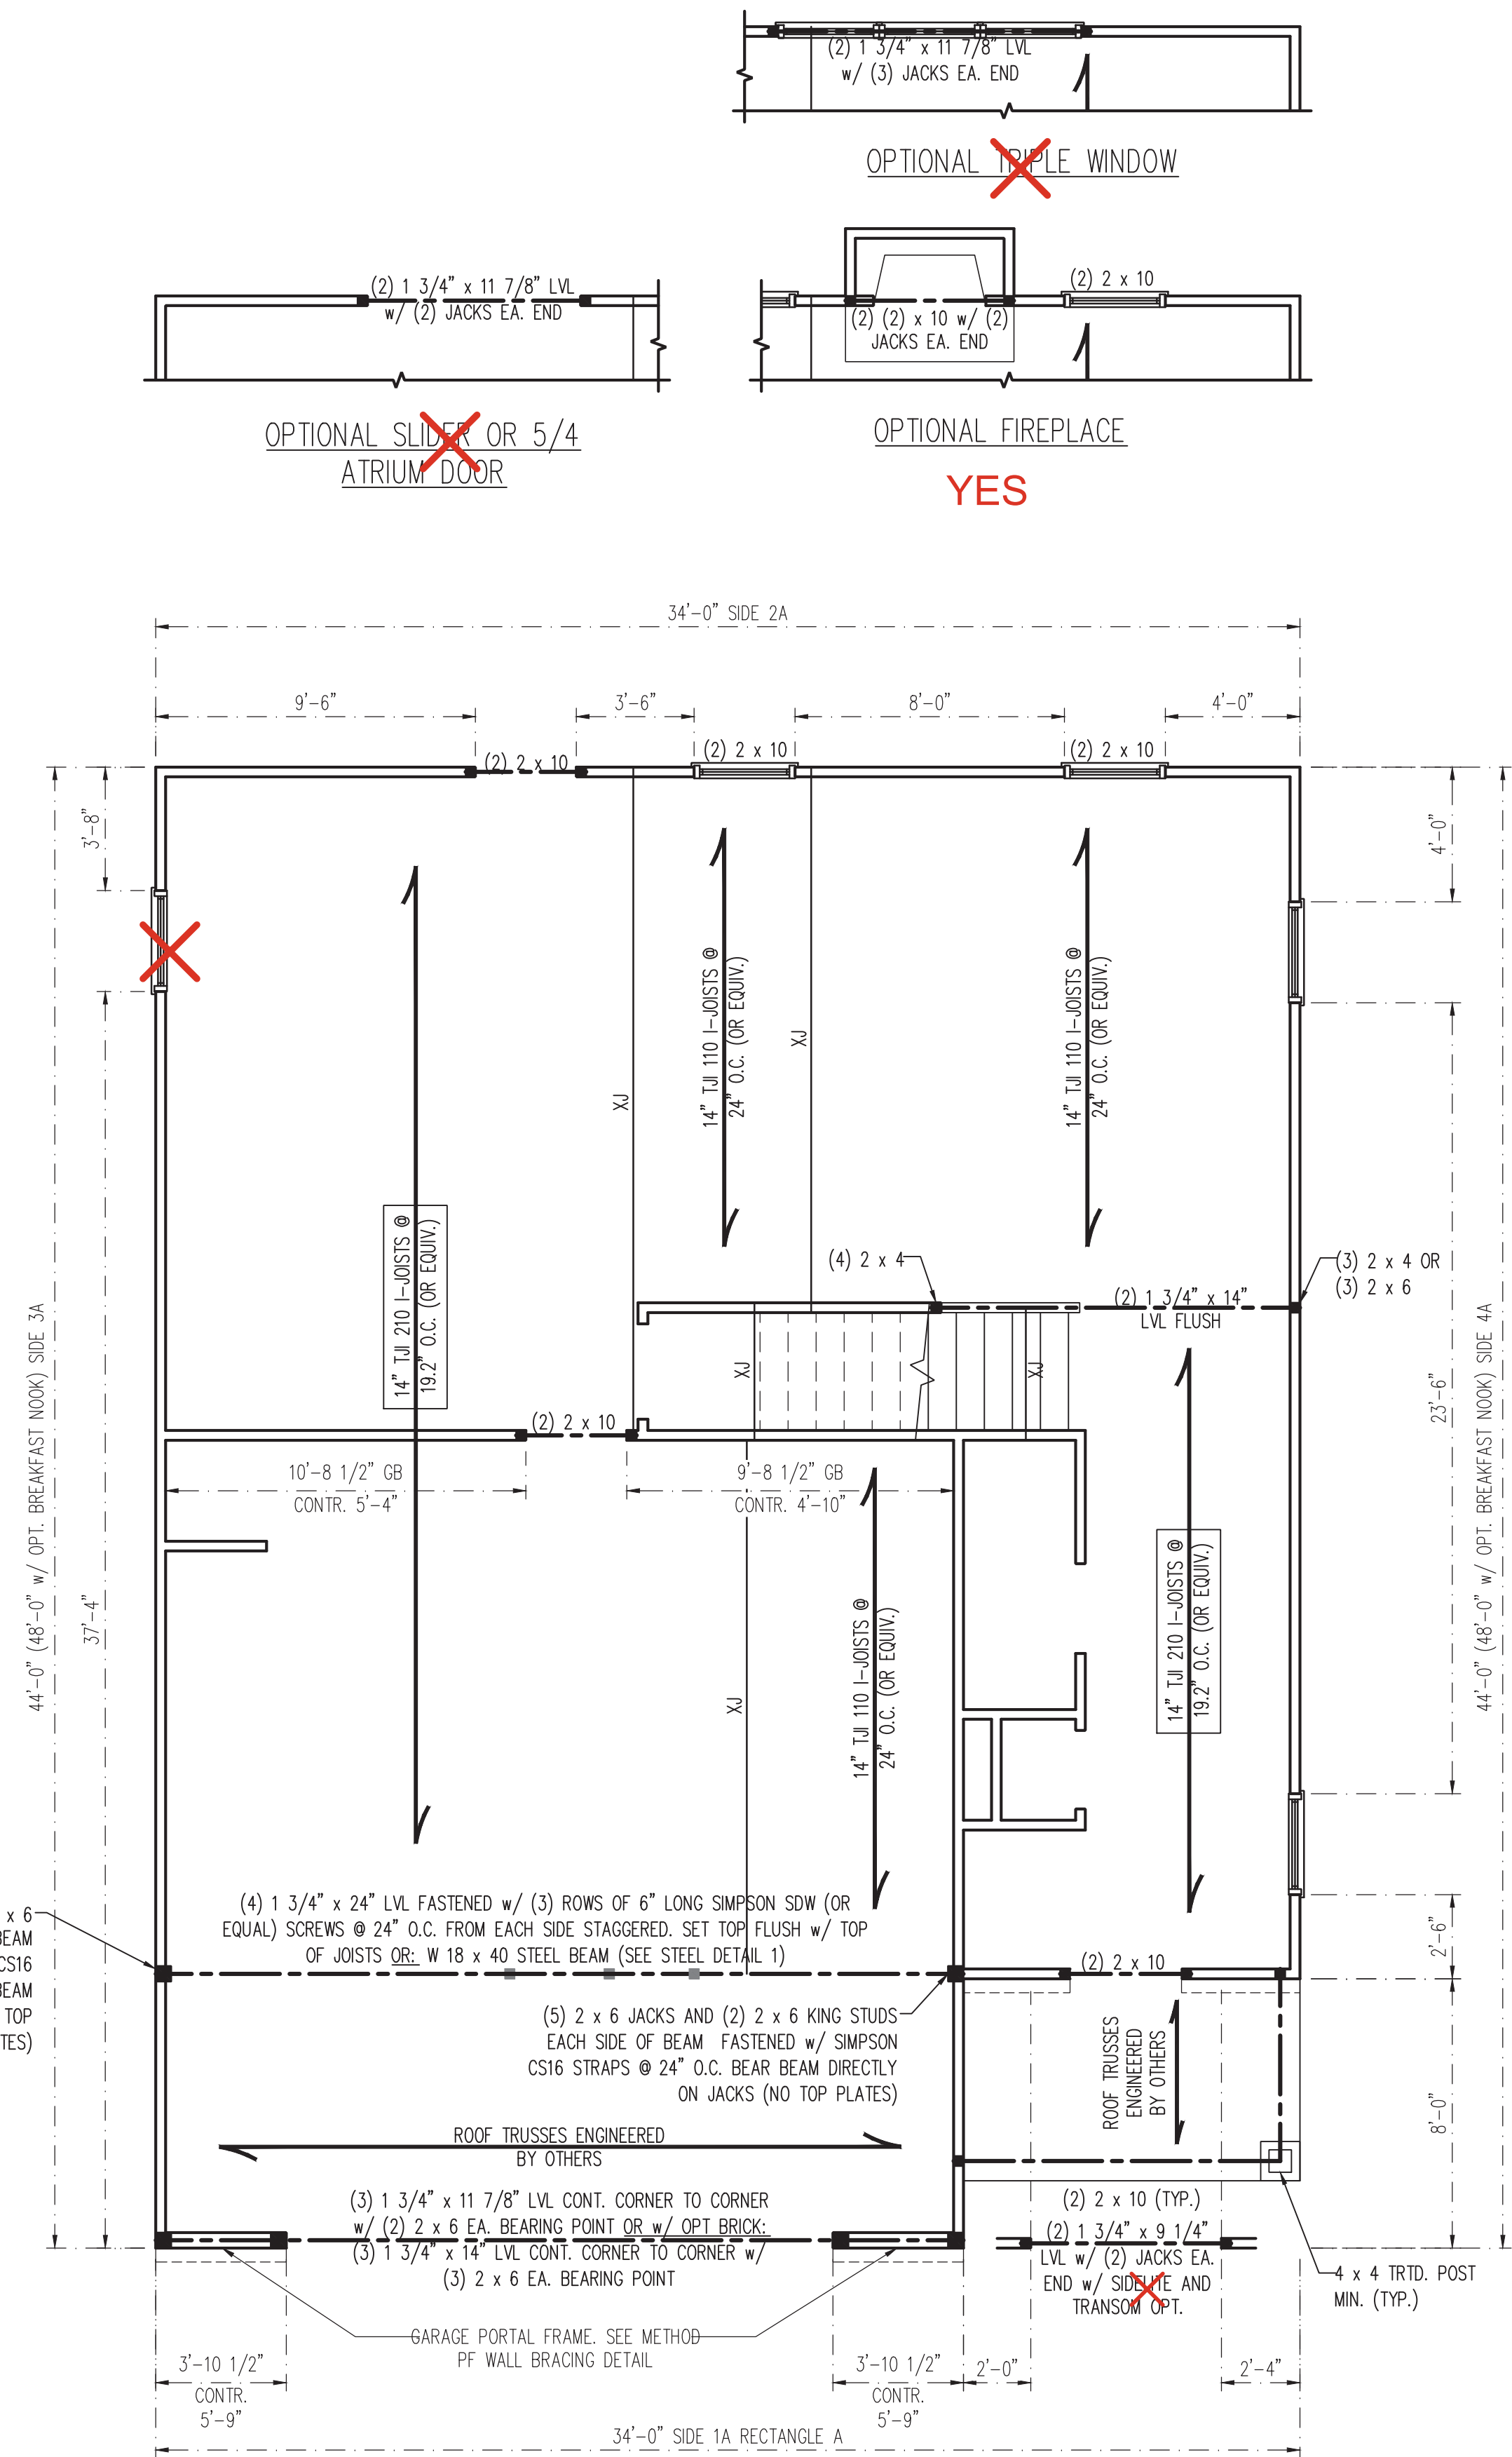 (2) 1 3/4" x 11 7/8" LVL
w/ (3) JACKS EA. END
OPTIONAL TRIPLE WINDOW
(2) 1 3/4" x 11 7/8" LVL
w/ (2) JACKS EA. END
OPTIONAL SLIDER OR 5/4
ATRIUM DOOR
(2) 2 x 10
(2) (2) x 10 w/ (2)
JACKS EA. END
OPTIONAL FIREPLACE
YES
34'-0" SIDE 2A
9'-6"
3'-6"
8'-0"
4'-0"
(2) 2 x 10
(2) 2 x 10
(2) 2 x 10
3'-8"
4'-0"
14" TJI 110 I-JOISTS @
24" O.C. (OR EQUIV.)
XJ
XJ
14" TJI 110 I-JOISTS @
24" O.C. (OR EQUIV.)
14" TJI 210 I-JOISTS @
19.2" O.C. (OR EQUIV.)
(4) 2 x 4
(3) 2 x 4 OR
(3) 2 x 6
(2) 1 3/4" x 14"
LVL FLUSH
XJ
XJ
44'-0" (48'-0" w/ OPT. BREAKFAST NOOK) SIDE 3A
37'-4"
23'-6"
44'-0" (48'-0" w/ OPT. BREAKFAST NOOK) SIDE 4A
(2) 2 x 10
10'-8 1/2" GB
CONTR. 5'-4"
9'-8 1/2" GB
CONTR. 4'-10"
14" TJI 110 I-JOISTS @
24" O.C. (OR EQUIV.)
14" TJI 210 I-JOISTS @
19.2" O.C. (OR EQUIV.)
XJ
(4) 1 3/4" x 24" LVL FASTENED w/ (3) ROWS OF 6" LONG SIMPSON SDW (OR
EQUAL) SCREWS @ 24" O.C. FROM EACH SIDE STAGGERED. SET TOP FLUSH w/ TOP
OF JOISTS OR: W 18 x 40 STEEL BEAM (SEE STEEL DETAIL 1)
x 6
BEAM
CS16
BEAM
TOP
TES)
2'-6"
(2) 2 x 10
(5) 2 x 6 JACKS AND (2) 2 x 6 KING STUDS
EACH SIDE OF BEAM FASTENED w/ SIMPSON
CS16 STRAPS @ 24" O.C. BEAR BEAM DIRECTLY
ON JACKS (NO TOP PLATES)
ROOF TRUSSES
ENGINEERED
BY OTHERS
8'-0"
ROOF TRUSSES ENGINEERED
BY OTHERS
(3) 1 3/4" x 11 7/8" LVL CONT. CORNER TO CORNER
w/ (2) 2 x 6 EA. BEARING POINT OR w/ OPT BRICK:
(3) 1 3/4" x 14" LVL CONT. CORNER TO CORNER w/
(3) 2 x 6 EA. BEARING POINT
(2) 2 x 10 (TYP.)
(2) 1 3/4" x 9 1/4"
LVL w/ (2) JACKS EA.
END w/ SIDELITE AND
TRANSOM OPT.
4 x 4 TRTD. POST
MIN. (TYP.)
GARAGE PORTAL FRAME. SEE METHOD
PF WALL BRACING DETAIL
3'-10 1/2"
CONTR.
5'-9"
3'-10 1/2"
CONTR.
5'-9"
2'-0"
2'-4"
34'-0" SIDE 1A RECTANGLE A